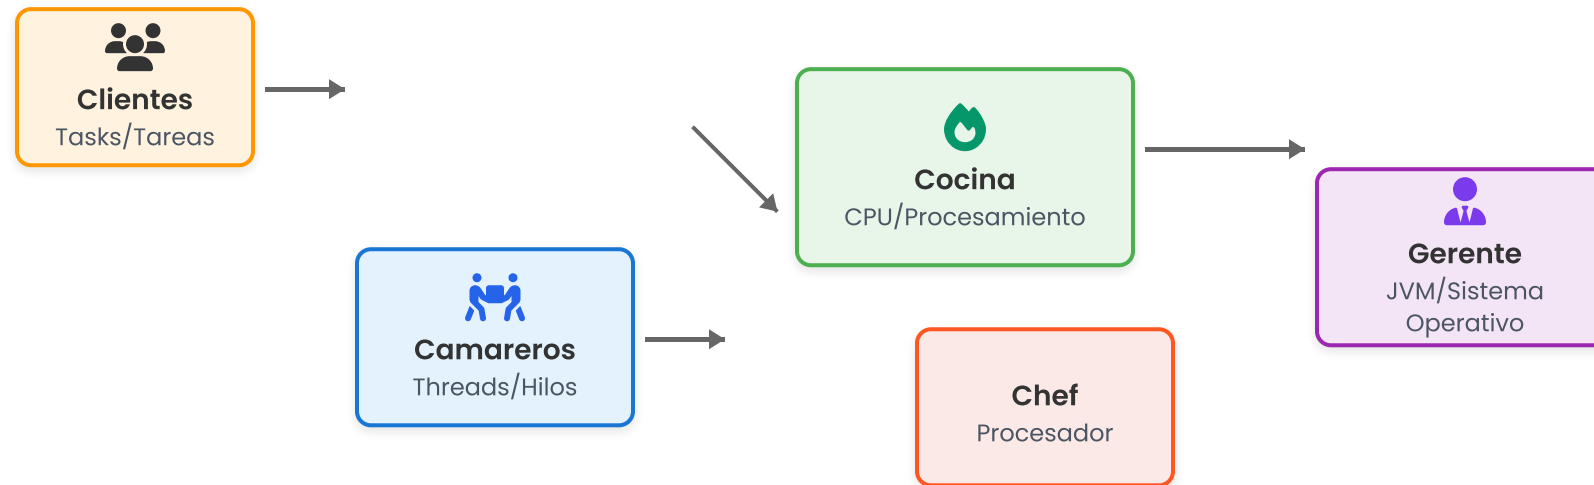 Clientes
Tasks/Tareas
Camareros
Threads/Hilos
Cocina
CPU/Procesamiento
Chef
Procesador
Gerente
JVM/Sistema
Operativo